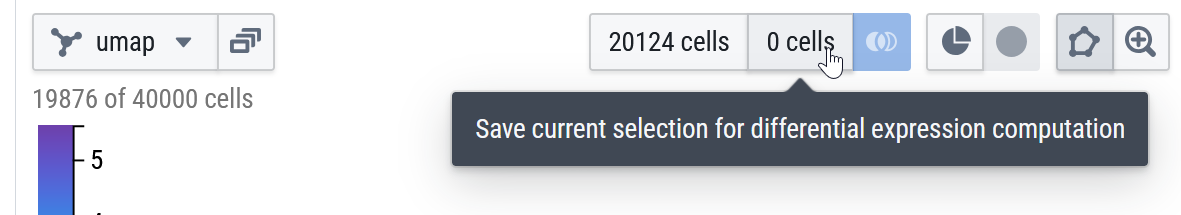 umap
20124 cells
0 cells
19876 of 40000 cells
Save current selection for differential expression computation
5